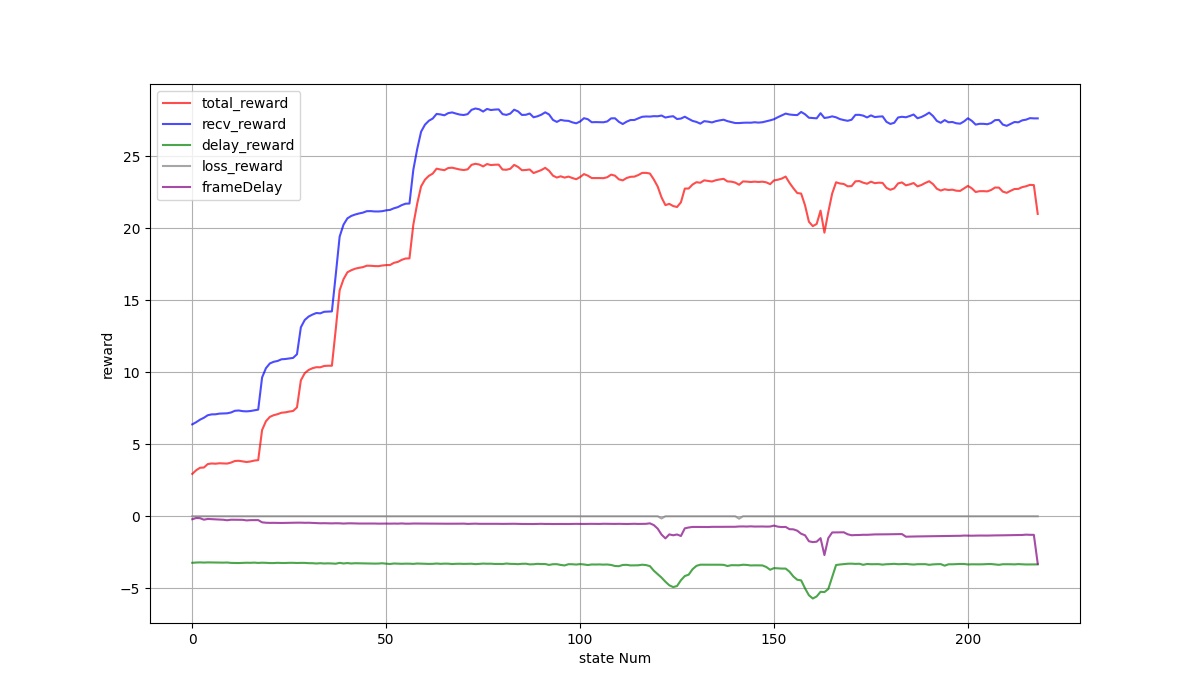 total_reward
recv_reward
delay_reward
loss_reward
frameDelay
reward
25
20
15
10
5
0
−5
0 50 100 150 200
state Num